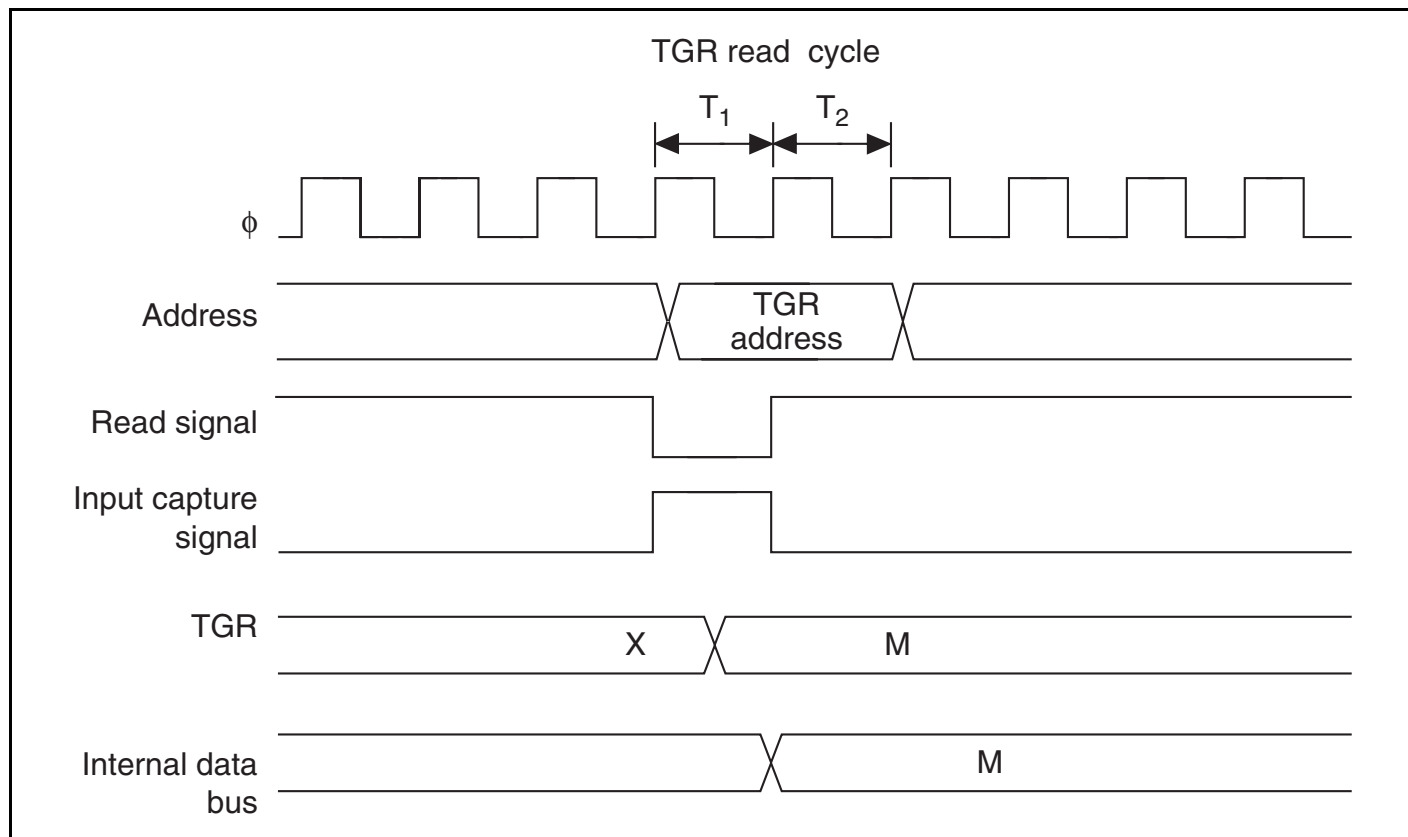 TGR read cycle
T1 T2
ϕ
Address
TGR
address
Read signal
Input capture
signal
TGR
X M
Internal data
bus
M